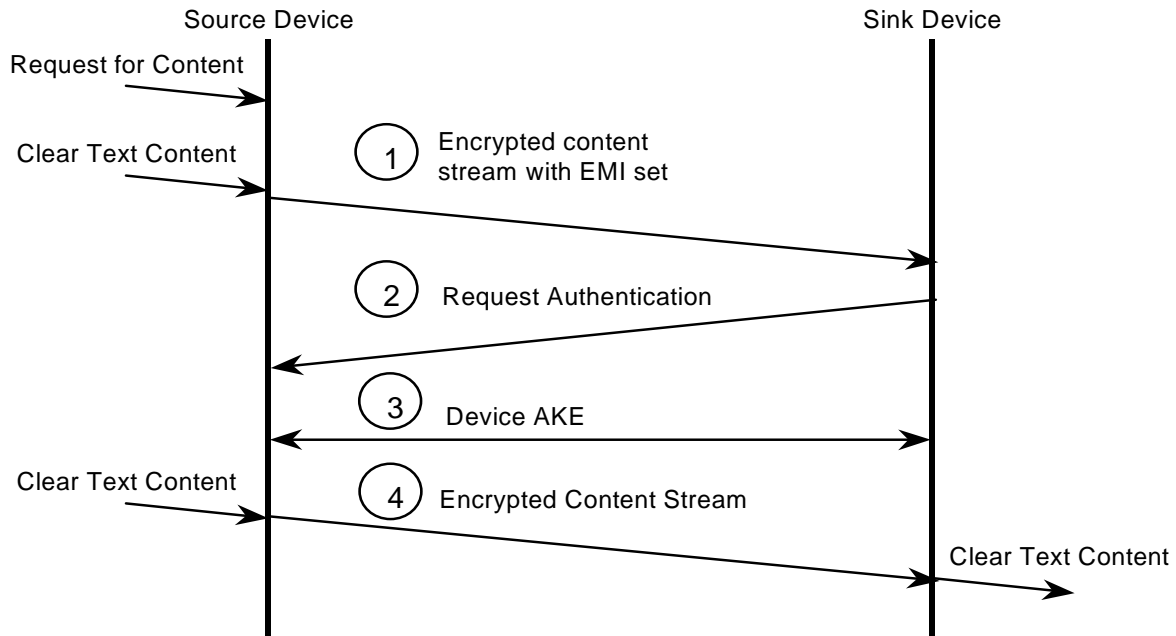 Source Device
Sink Device
Request for Content
Clear Text Content
1
Encrypted content
stream with EMI set
2
Request Authentication
3
Device AKE
Clear Text Content
4
Encrypted Content Stream
Clear Text Content